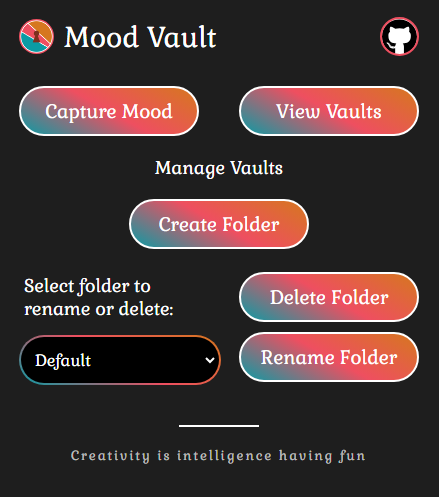 Mood Vault
Capture Mood
View Vaults
Manage Vaults
Create Folder
Select folder to
rename or delete:
Default
Delete Folder
Rename Folder
Creativity is intelligence having fun